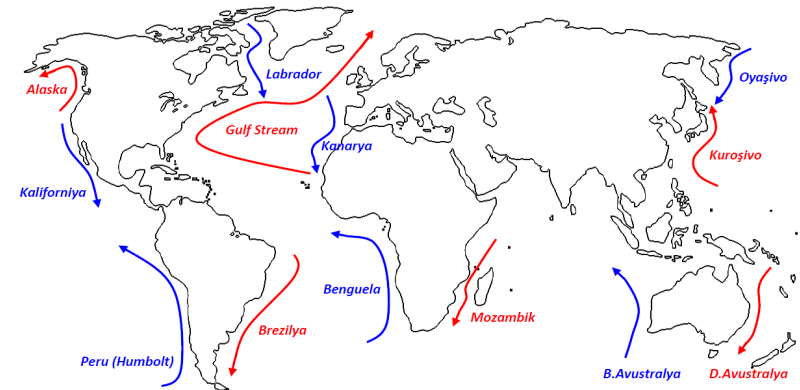 Labrador
Oyaşivo
Alaska
Gulf Stream
Kanarya
Kuroşivo
Kaliforniya
Benguela
Mozambik
Brezilya
Peru (Humbolt)
B.Avustralya
D.Avustralya